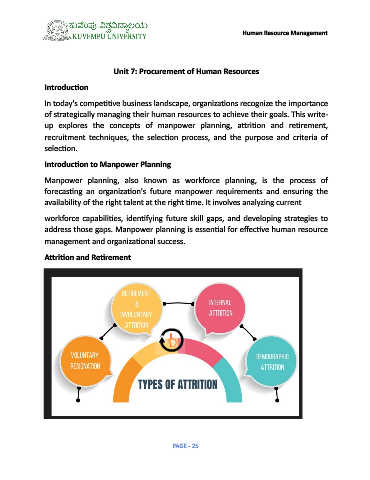 ಕುವೆಂಪು ವಿಶ್ವವಿದ್ಯಾಲಯ
KUVEMPU UNIVERSITY
Human Resource Management
Unit 7: Procurement of Human Resources
Introduction
In today's competitive business landscape, organizations recognize the importance
of strategically managing their human resources to achieve their goals. This write-
up explores the concepts of manpower planning, attrition and retirement,
recruitment techniques, the selection process, and the purpose and criteria of
selection.
Introduction to Manpower Planning
Manpower planning, also known as workforce planning, is the process of
forecasting an organization's future manpower requirements and ensuring the
availability of the right talent at the right time. It involves analyzing current
workforce capabilities, identifying future skill gaps, and developing strategies to
address those gaps. Manpower planning is essential for effective human resource
management and organizational success.
Attrition and Retirement
RETIREMENT
&
INVOLUNTARY
ATTRITION
INTERNAL
ATTRITION
VOLUNTARY
RESIGNATION
DEMOGRAPHIC
ATTRITION
TYPES OF ATTRITION
PAGE - 25